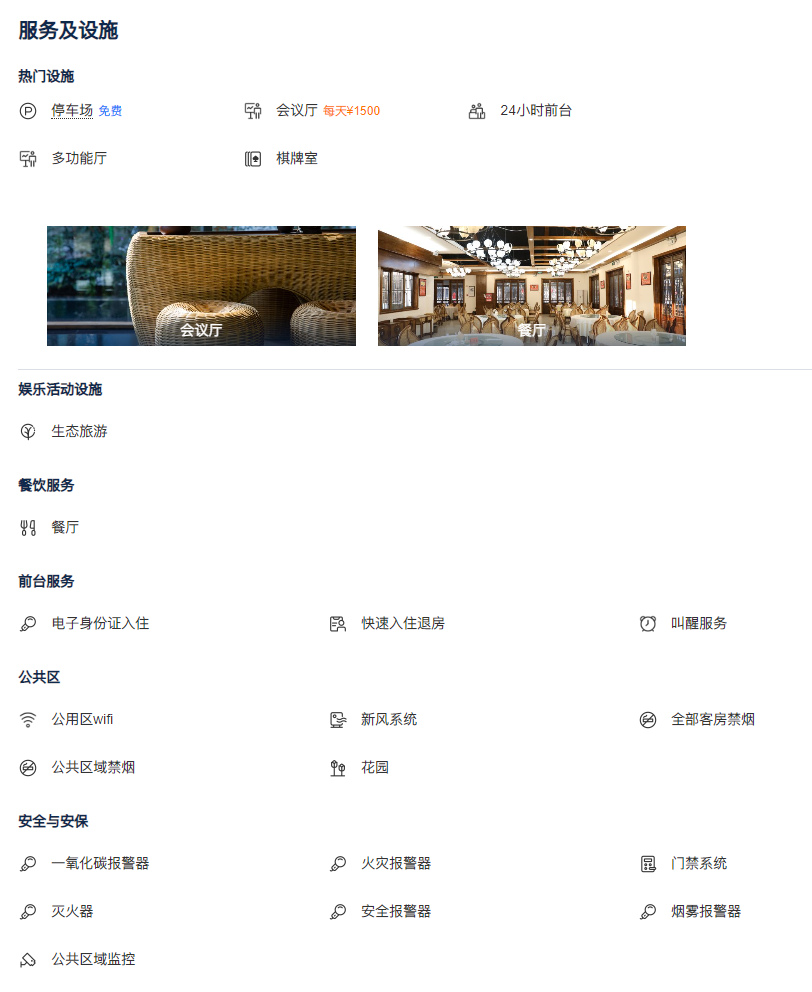 服务及设施
热门设施
停车场 免费 会议厅 每天¥1500 24小时前台
多功能厅 棋牌室
会议厅 餐厅
娱乐活动设施
生态旅游
餐饮服务
餐厅
前台服务
电子身份证入住 快速入住退房 叫醒服务
公共区
公用区wifi 新风系统 全部客房禁烟
公共区域禁烟 花园
安全与安保
一氧化碳报警器 火灾报警器 门禁系统
灭火器 安全报警器 烟雾报警器
公共区域监控